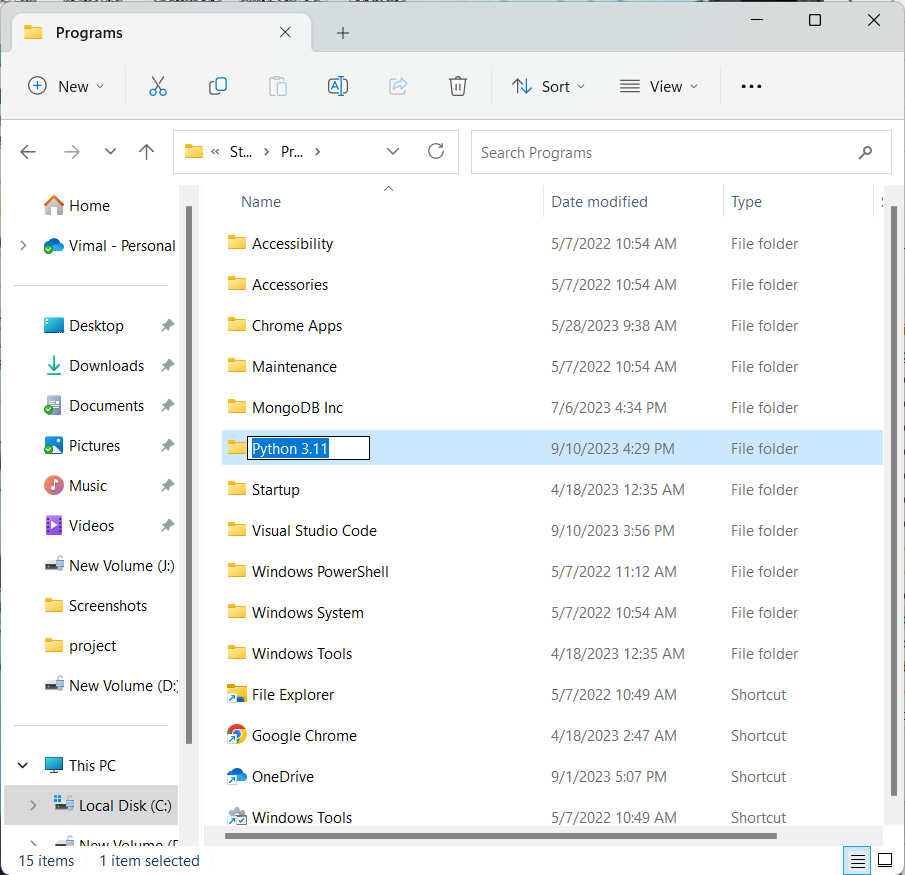 Programs
New
Sort
View
« St... > Pr... >
Search Programs
Home
Vimal - Personal
Desktop
Downloads
Documents
Pictures
Music
Videos
New Volume (J:)
Screenshots
project
New Volume (D:)
This PC
Local Disk (C:)
New Volume (D
Name Date modified Type
Accessibility 5/7/2022 10:54 AM File folder
Accessories 5/7/2022 10:54 AM File folder
Chrome Apps 5/28/2023 9:38 AM File folder
Maintenance 5/7/2022 10:54 AM File folder
MongoDB Inc 7/6/2023 4:34 PM File folder
Python 3.11 9/10/2023 4:29 PM File folder
Startup 4/18/2023 12:35 AM File folder
Visual Studio Code 9/10/2023 3:56 PM File folder
Windows PowerShell 5/7/2022 11:12 AM File folder
Windows System 5/7/2022 10:54 AM File folder
Windows Tools 4/18/2023 12:35 AM File folder
File Explorer 5/7/2022 10:49 AM Shortcut
Google Chrome 4/18/2023 2:47 AM Shortcut
OneDrive 9/1/2023 5:07 PM Shortcut
Windows Tools 5/7/2022 10:49 AM Shortcut
15 items 1 item selected